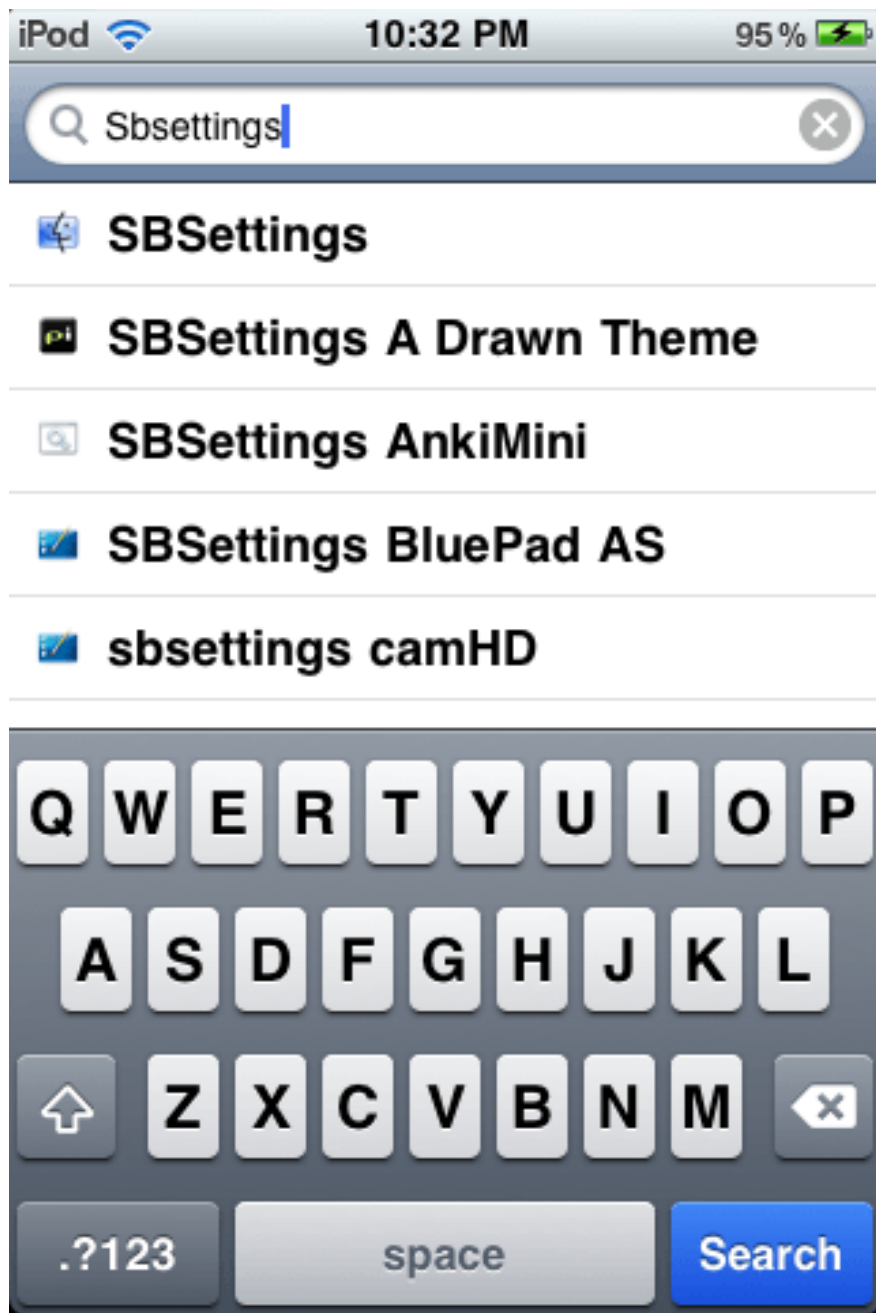 iPod 10:32 PM 95%
Sbsettings
SBSettings
SBSettings A Drawn Theme
SBSettings AnkiMini
SBSettings BluePad AS
sbsettings camHD
Q W E R T Y U I O P
A S D F G H J K L
Z X C V B N M
.?123 space Search